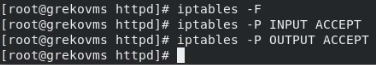 [root@grekovms httpd]# iptables -F
[root@grekovms httpd]# iptables -P INPUT ACCEPT
[root@grekovms httpd]# iptables -P OUTPUT ACCEPT
[root@grekovms httpd]#